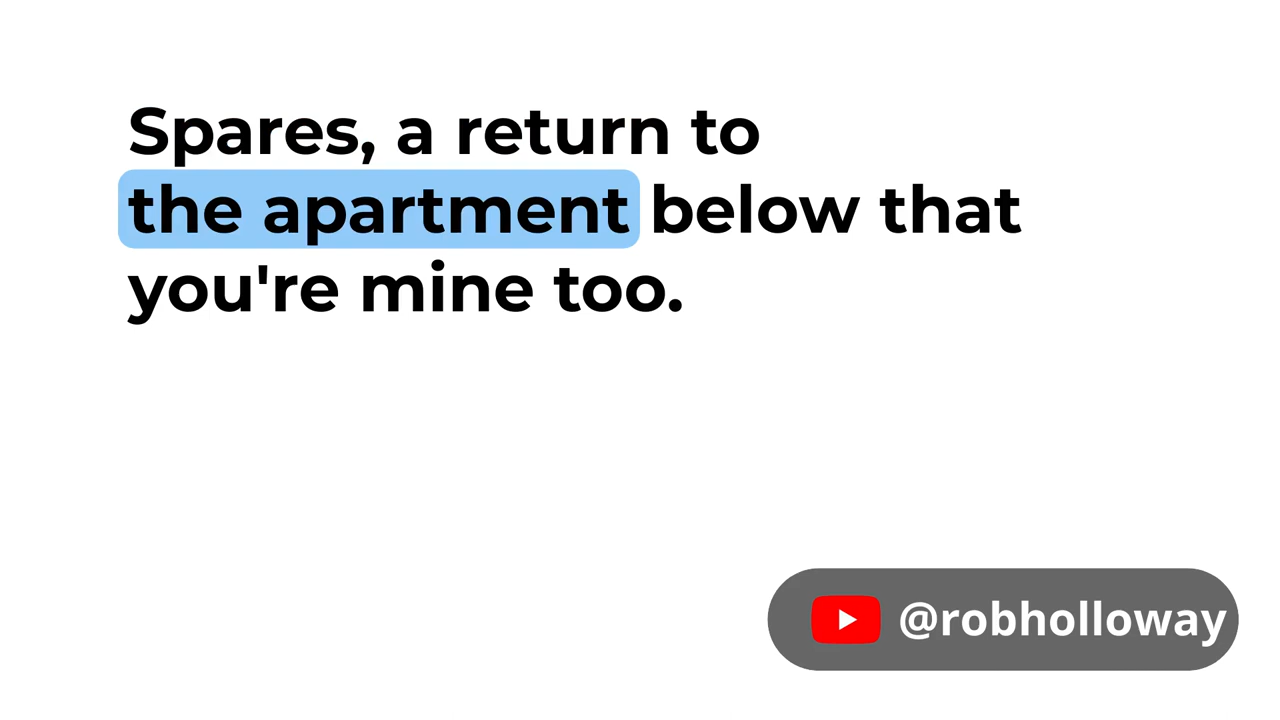 Spares, a return to
the apartment below that
you're mine too.
@robholloway